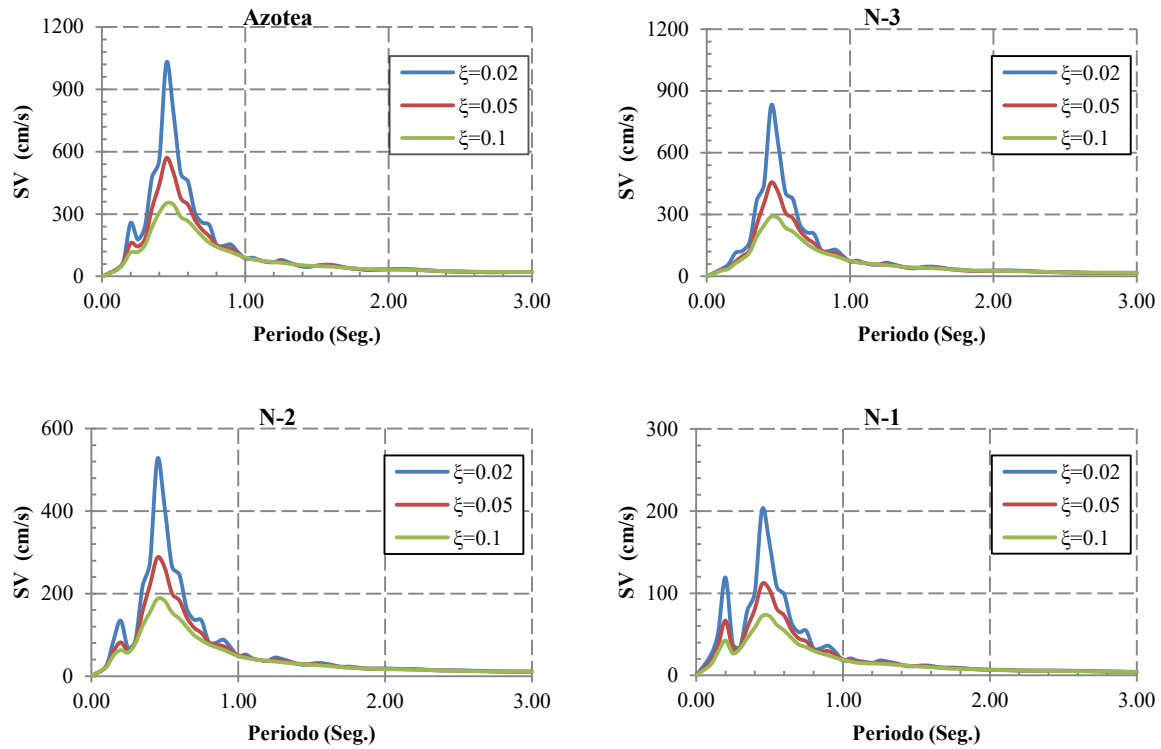 Azotea
1200
900
600
300
0
SV (cm/s)
0.00 1.00 2.00 3.00
Periodo (Seg.)
ξ=0.02
ξ=0.05
ξ=0.1
N-3
1200
900
600
300
0
SV (cm/s)
0.00 1.00 2.00 3.00
Periodo (Seg.)
ξ=0.02
ξ=0.05
ξ=0.1
N-2
600
400
200
0
SV (cm/s)
0.00 1.00 2.00 3.00
Periodo (Seg.)
ξ=0.02
ξ=0.05
ξ=0.1
N-1
300
200
100
0
SV (cm/s)
0.00 1.00 2.00 3.00
Periodo (Seg.)
ξ=0.02
ξ=0.05
ξ=0.1